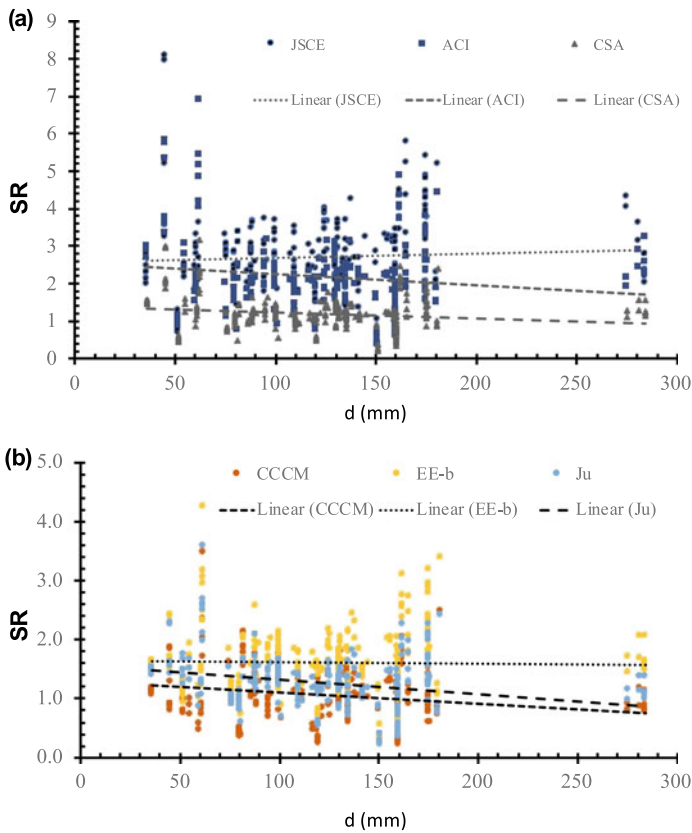 (a)
JSCE ACI CSA
Linear (JSCE) Linear (ACI) Linear (CSA)
9
8
7
6
5
4
3
2
1
0
SR
0 50 100 150 200 250 300
d (mm)
(b)
CCCM EE-b Ju
Linear (CCCM) Linear (EE-b) Linear (Ju)
5.0
4.0
3.0
2.0
1.0
0.0
SR
0 50 100 150 200 250 300
d (mm)